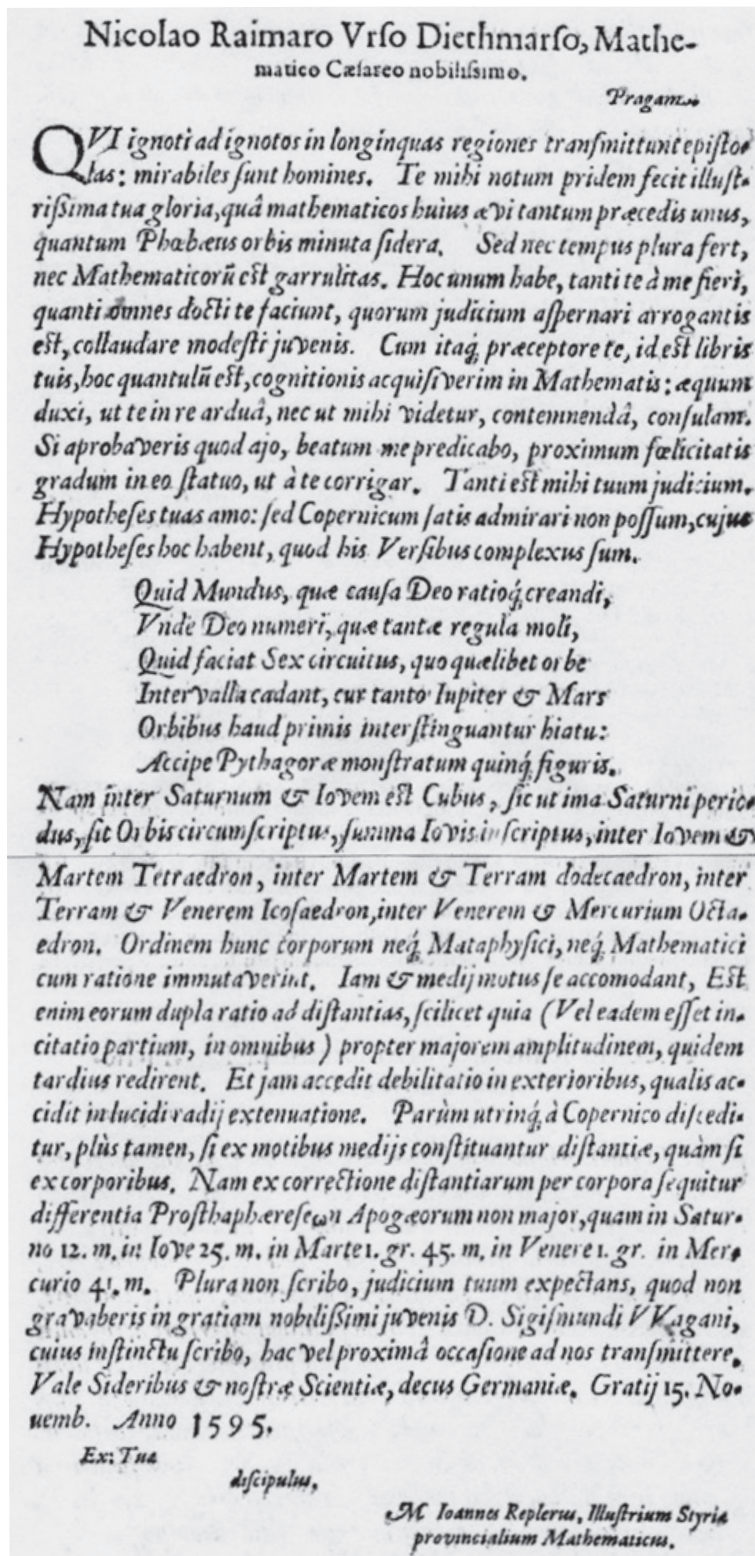 Nicolao Raimaro Vrſo Diethmarſo, Mathe-
matico Cæſareo nobiliſsimo.
Pragam.
QVI ignoti ad ignotos in longinquas regiones tranſmittunt epiſto-
las: mirabiles ſunt homines. Te mihi notum pridem fecit illuſt-
riſsima tua gloria, quâ mathematicos huius ævi tantum præcedis unus,
quantum Phœbæus orbis minuta ſidera. Sed nec tempus plura fert,
nec Mathematicorũ eſt garrulitas. Hoc unum habe, tanti te à me fieri,
quanti omnes docti te faciunt, quorum judicium aſpernari arrogantis
eſt, collaudare modeſti juvenis. Cum itaq́; præceptore te, id eſt libris
tuis, hoc quantulũ eſt, cognitionis acquiſiverim in Mathematis: æquum
duxi, ut te in re arduâ, nec ut mihi videtur, contemnendâ, conſulam.
Si aprobaveris quod ajo, beatum me predicabo, proximum fœlicitatis
gradum in eo ſtatuo, ut à te corrigar. Tanti eſt mihi tuum judicium.
Hypotheſes tuas amo: ſed Copernicum ſatis admirari non poſſum, cujus
Hypotheſes hoc habent, quod his Verſibus complexus ſum.
Quid Mundus, quæ cauſa Deo ratioq́; creandi,
Vnde Deo numeri, quæ tantæ regula moli,
Quid faciat Sex circuitus, quo quælibet orbe
Intervalla cadant, cur tanto Iupiter & Mars
Orbibus haud primis interſtinguantur hiatu:
Accipe Pythagoræ monſtratum quinq́; figuris.
Nam inter Saturnum & Iovem eſt Cubus, ſic ut ima Saturni perio-
dus, ſit Orbis circumſcriptus, ſumma Iovis inſcriptus, inter Iovem &
Martem Tetraedron, inter Martem & Terram dodecaedron, inter
Terram & Venerem Icoſaedron, inter Venerem & Mercurium Octa-
edron. Ordinem hunc corporum neq́; Mataphyſici, neq́; Mathematici
cum ratione immutaverint. Iam & medij motus ſe accomodant, Eſt
enim eorum dupla ratio ad diſtantias, ſcilicet quia (Vel eadem eſſet in-
citatio partium, in omnibus) propter majorem amplitudinem, quidem
tardius redirent. Et jam accedit debilitatio in exterioribus, qualis ac-
cidit in lucidi radij extenuatione. Parùm utrinq́; à Copernico diſcedi-
tur, plùs tamen, ſi ex motibus medijs conſtituantur diſtantiæ, quàm ſi
ex corporibus. Nam ex correctione diſtantiarum per corpora ſequitur
differentia Proſthaphæreſeων Apogæorum non major, quam in Satur-
no 12. m. in Iove 25. m. in Marte 1. gr. 45. m. in Venere 1. gr. in Mer-
curio 41. m. Plura non ſcribo, judicium tuum expectans, quod non
gravaberis in gratiam nobiliſsimi juvenis D. Sigiſmundi VVagani,
cuius inſtinctu ſcribo, hac vel proximâ occaſione ad nos tranſmittere.
Vale Sideribus & noſtræ Scientiæ, decus Germaniæ. Gratij 15. No-
uemb. Anno 1595.
Ex: Tuæ
diſcipulus,
M Ioannes Replerus, Illuſtrium Styriæ
provincialium Mathematicus.